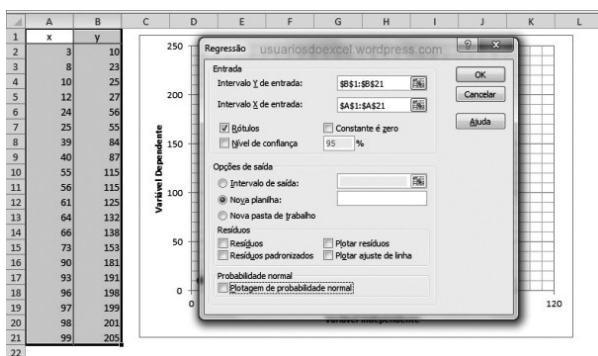 A B C D E F G H I J K L
1 x y
2 3 10
3 8 23
4 10 25
5 12 27
6 24 56
7 25 55
8 39 84
9 40 87
10 55 115
11 56 115
12 61 125
13 64 132
14 66 138
15 73 153
16 90 181
17 93 191
18 96 198
19 97 199
20 98 201
21 99 205
22
250
200
150
100
50
0
0
120
Variável Dependente
Variável Independente
Regressão usuariosdoexcel.wordpress.com
Entrada
Intervalo Y de entrada: $B$1:$B$21
Intervalo X de entrada: $A$1:$A$21
Rótulos Constante é zero
Nível de confiança 95 %
Opções de saída
Intervalo de saída:
Nova planilha:
Nova pasta de trabalho
Resíduos
Resíduos Plotar resíduos
Resíduos padronizados Plotar ajuste de linha
Probabilidade normal
Plotagem de probabilidade normal
OK
Cancelar
Ajuda